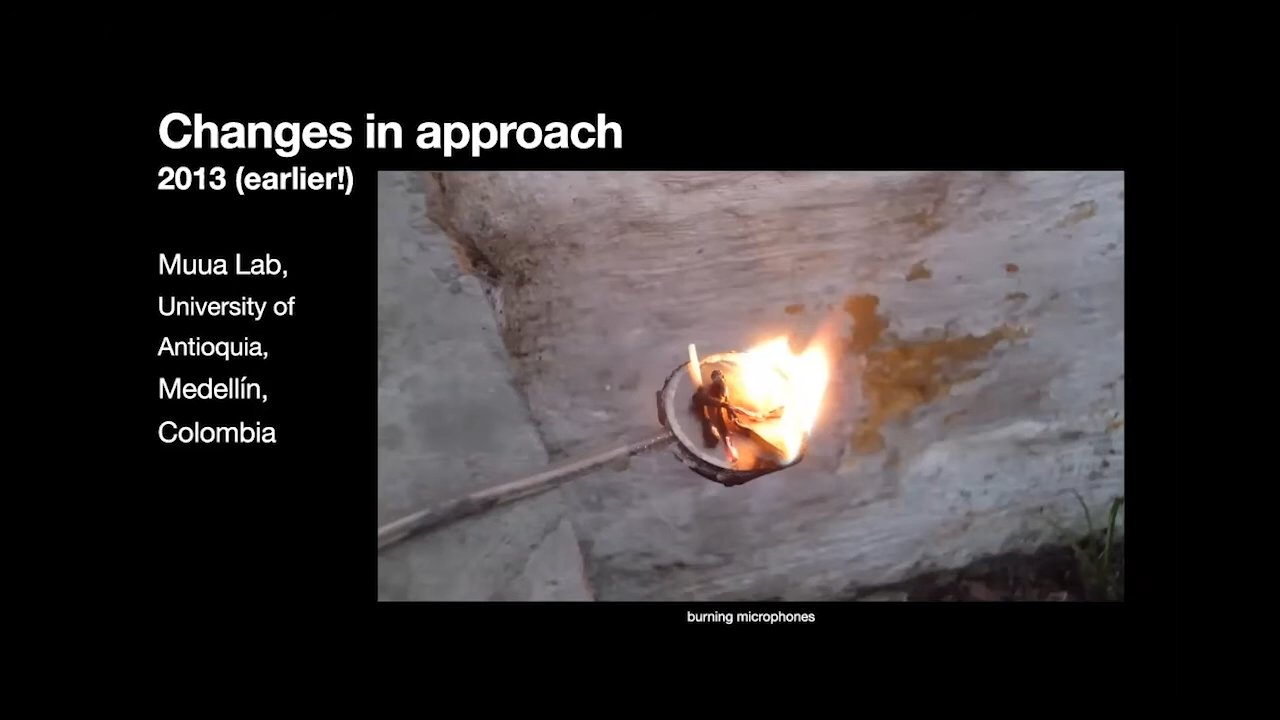 Changes in approach
2013 (earlier!)
Muua Lab,
University of
Antioquia,
Medellín,
Colombia
burning microphones